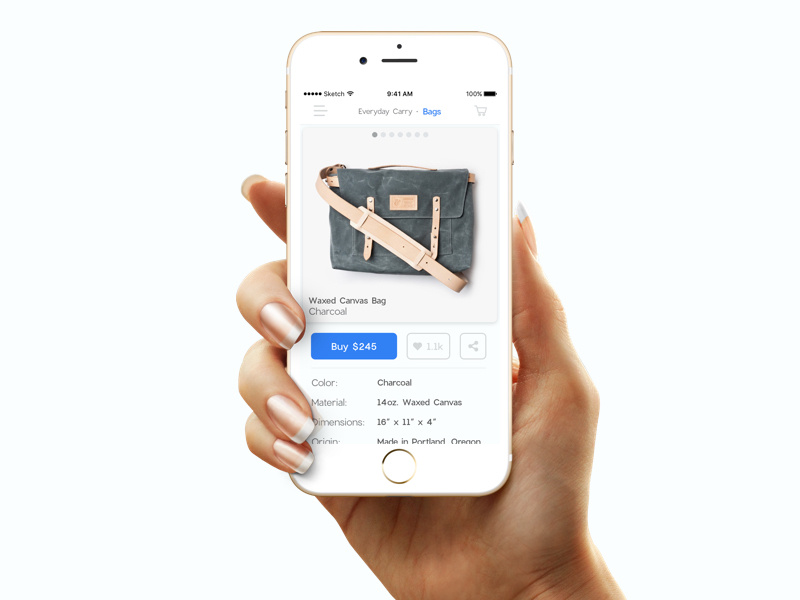 Sketch 9:41 AM 100%
Everyday Carry · Bags
Waxed Canvas Bag
Charcoal
Buy $245 1.1k
Color: Charcoal
Material: 14oz. Waxed Canvas
Dimensions: 16" x 11" x 4"
Origin: Made in Portland, Oregon